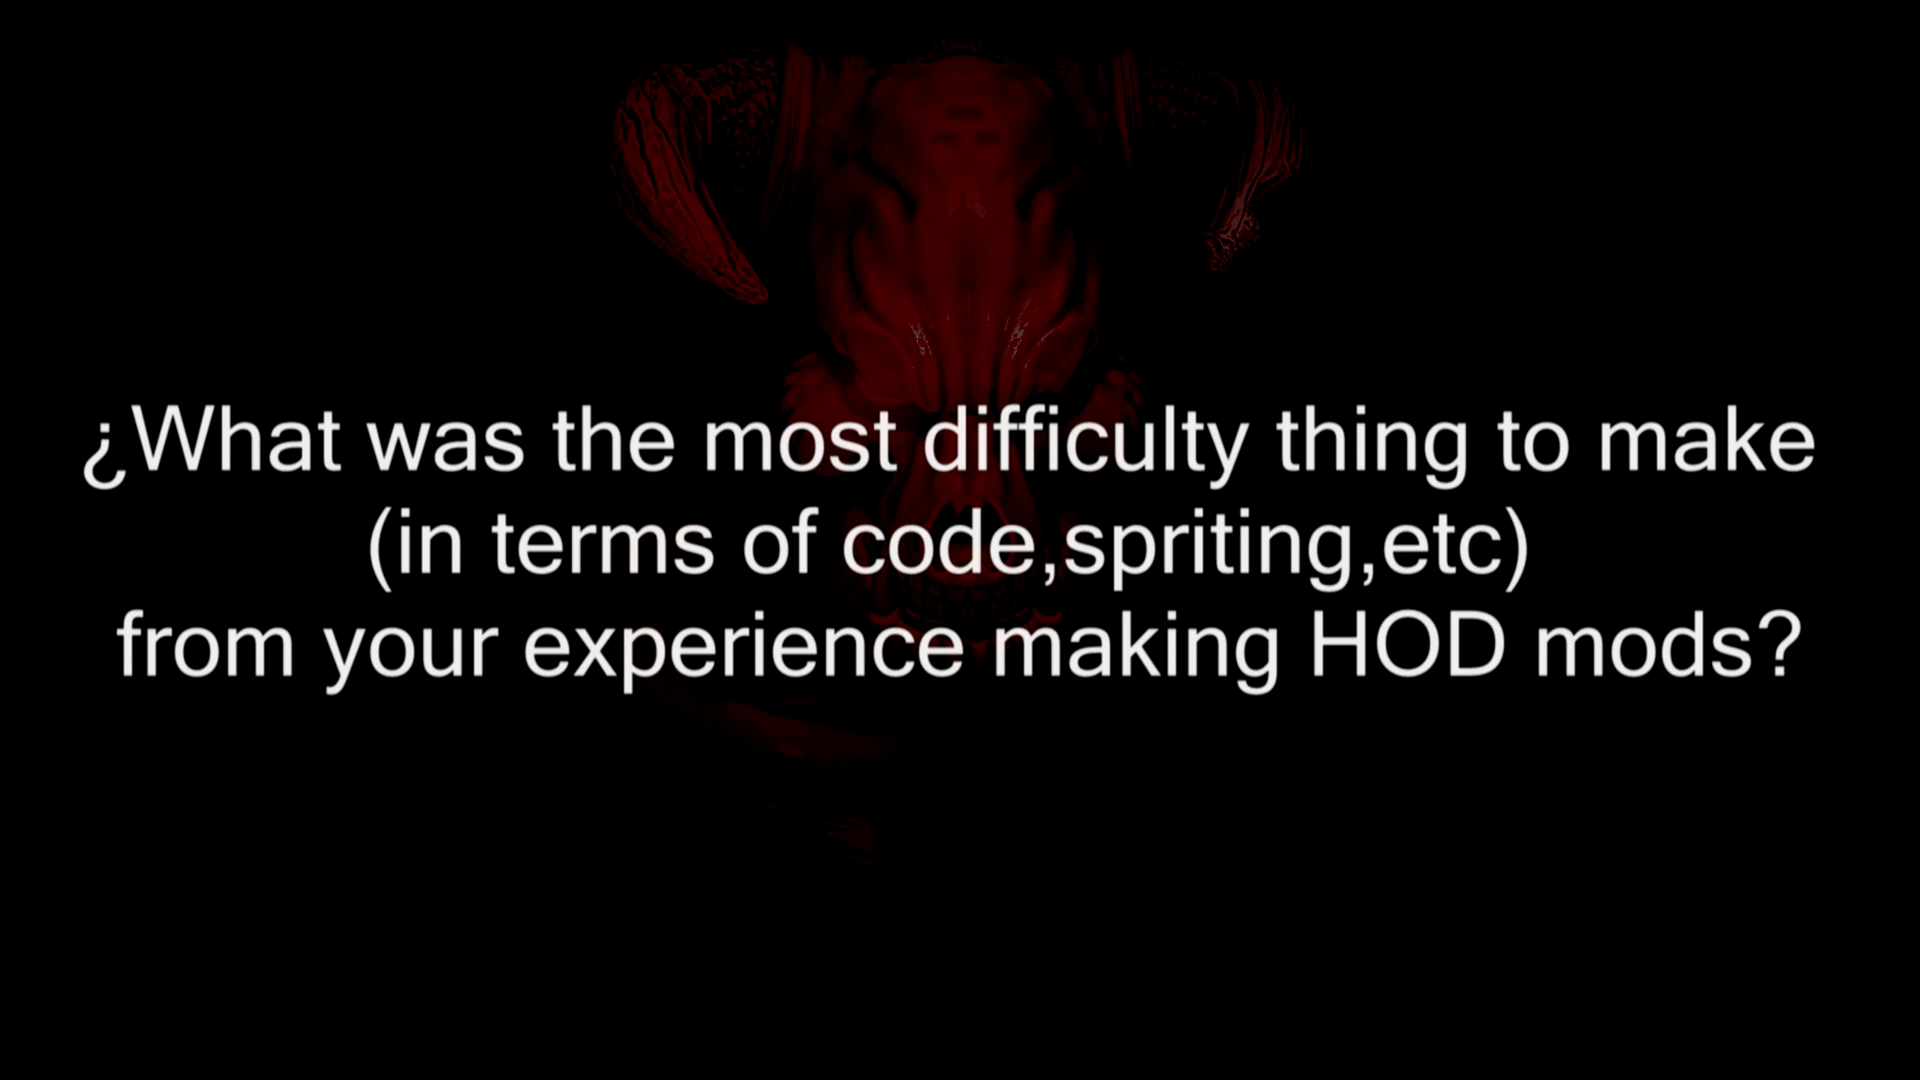 ¿What was the most difficulty thing to make
(in terms of code,spriting,etc)
from your experience making HOD mods?